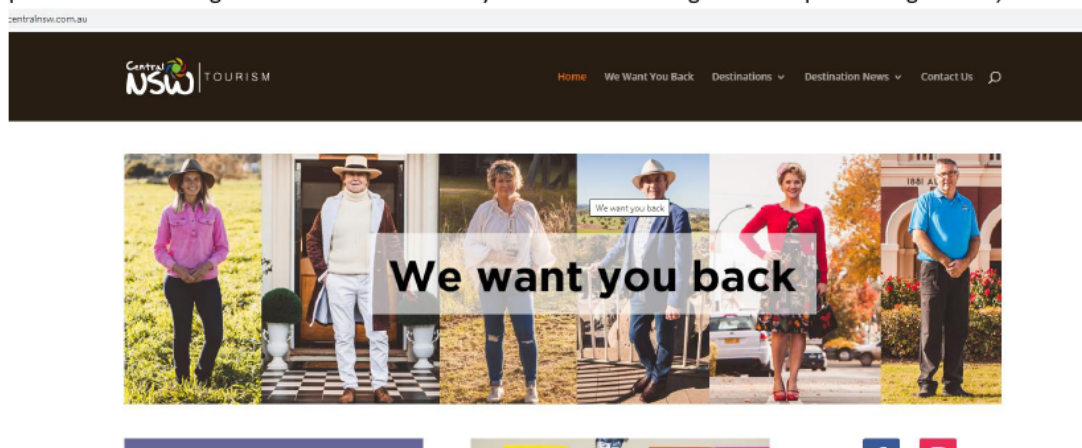 centralnsw.com.au
Central
NSW TOURISM
Home We Want You Back Destinations Destination News Contact Us
1881 AU
We want you back
We want you back